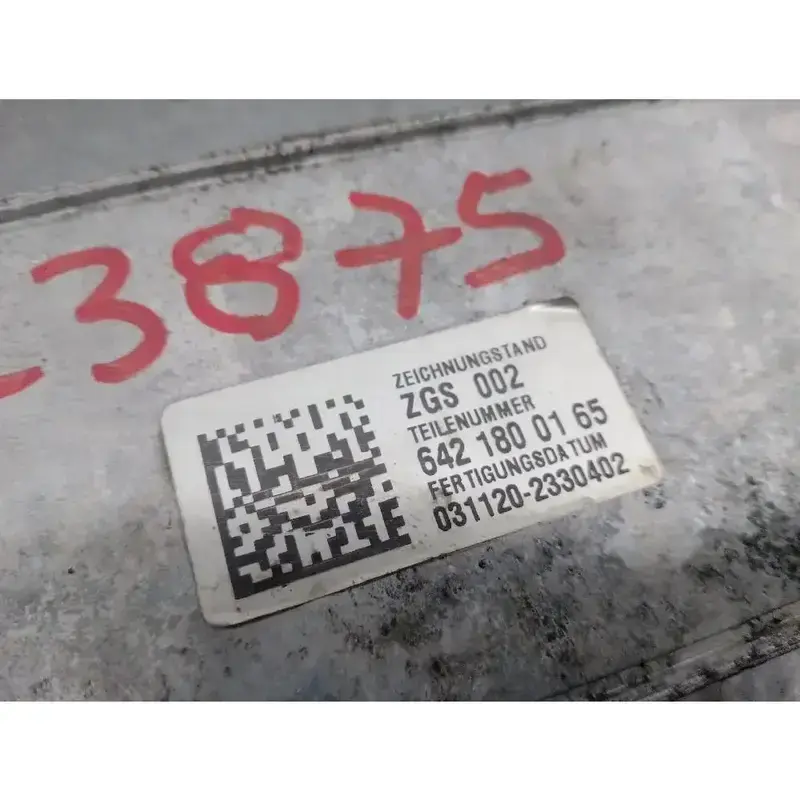 3875
ZEICHNUNGSTAND
ZGS 002
TEILENUMMER
642 180 01 65
FERTIGUNGSDATUM
031120-2330402